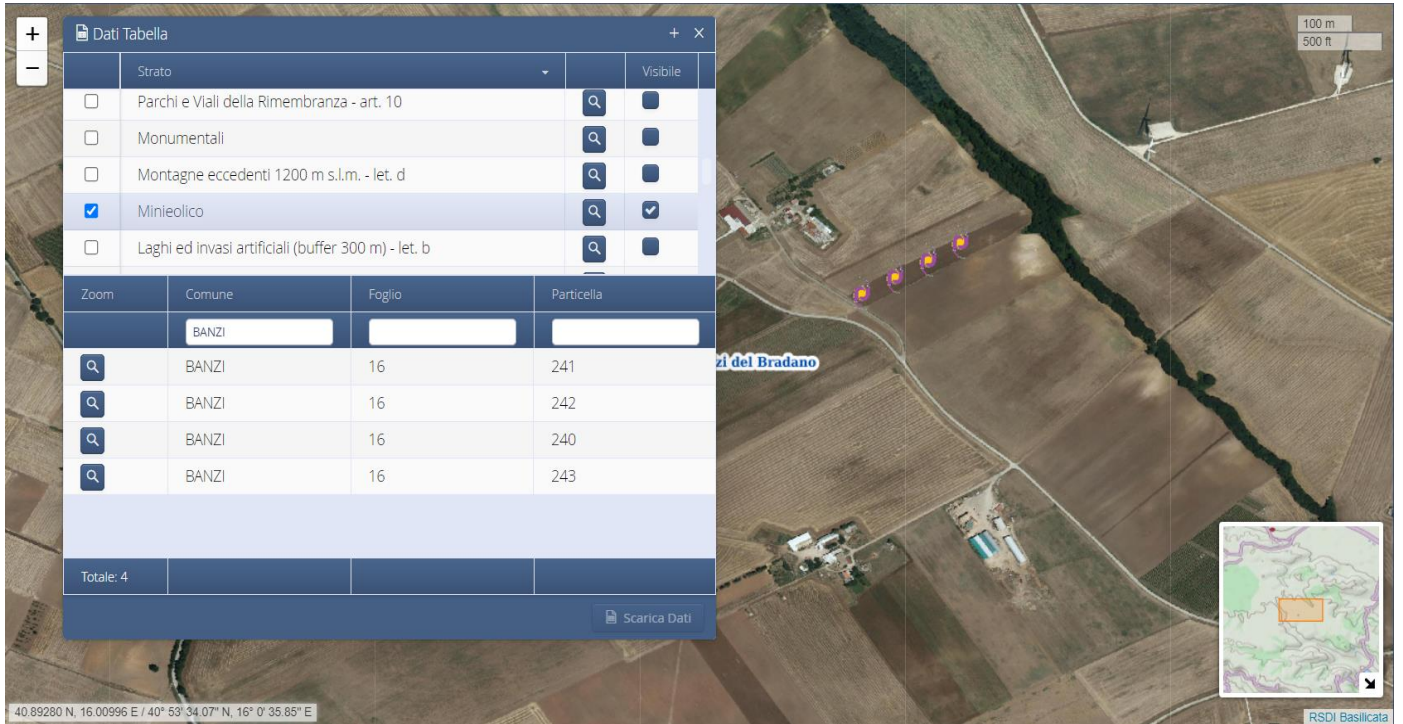 +
−
Dati Tabella + X
Strato Visibile
Parchi e Viali della Rimembranza - art. 10
Monumentali
Montagne eccedenti 1200 m s.l.m. - let. d
Minieolico
Laghi ed invasi artificiali (buffer 300 m) - let. b
Zoom Comune Foglio Particella
BANZI
BANZI 16 241
BANZI 16 242
BANZI 16 240
BANZI 16 243
Totale: 4
Scarica Dati
100 m
500 ft
zi del Bradano
40.89280 N, 16.00996 E / 40° 53' 34.07" N, 16° 0' 35.85" E
RSDI Basilicata